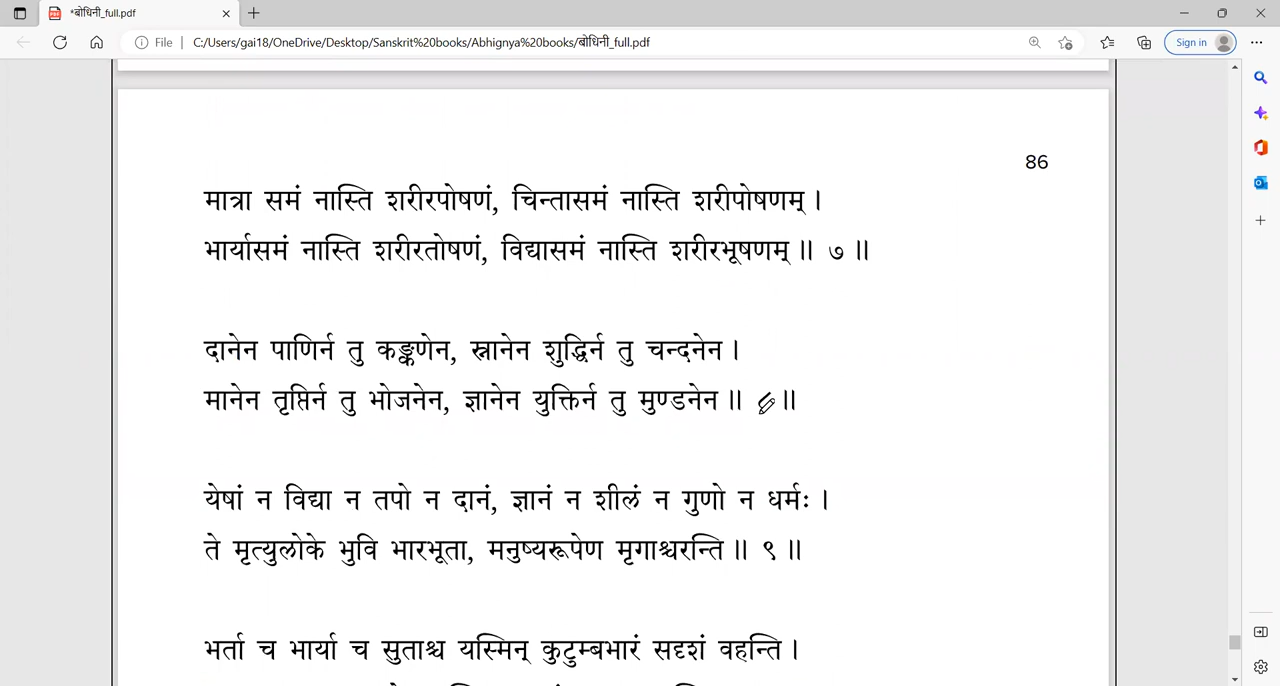 *बोधिनी_full.pdf
File C:/Users/gai18/OneDrive/Desktop/Sanskrit%20books/Abhignya%20books/बोधिनी_full.pdf Sign in
86
मात्रा समं नास्ति शरीरपोषणं, चिन्तासमं नास्ति शरीपोषणम् ।
भार्यासमं नास्ति शरीरतोषणं, विद्यासमं नास्ति शरीरभूषणम् ॥ ७ ॥
दानेन पाणिर्न तु कङ्कणेन, स्नानेन शुद्धिर्न तु चन्दनेन ।
मानेन तृप्तिर्न तु भोजनेन, ज्ञानेन युक्तिर्न तु मुण्डनेन ॥ ॥
येषां न विद्या न तपो न दानं, ज्ञानं न शीलं न गुणो न धर्मः ।
ते मृत्युलोके भुवि भारभूता, मनुष्यरूपेण मृगाश्चरन्ति ॥ ९ ॥
भर्ता च भार्या च सुताश्च यस्मिन् कुटुम्बभारं सदृशं वहन्ति ।